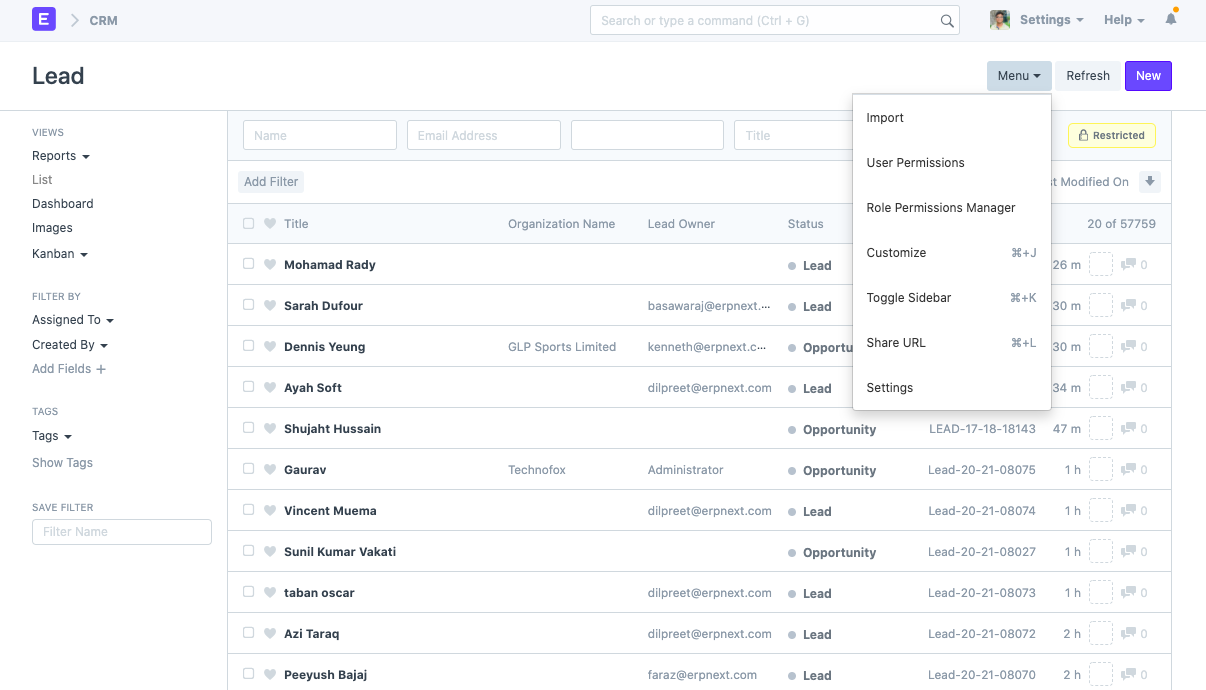 E CRM Search or type a command (Ctrl + G) Settings Help
Lead Menu Refresh New
Import
User Permissions
Role Permissions Manager
Customize ⌘+J
Toggle Sidebar ⌘+K
Share URL ⌘+L
Settings
VIEWS
Reports
List
Dashboard
Images
Kanban
FILTER BY
Assigned To
Created By
Add Fields +
TAGS
Tags
Show Tags
SAVE FILTER
Filter Name
Name Email Address Title Restricted
Add Filter Modified On
Title Organization Name Lead Owner Status 20 of 57759
Mohamad Rady Lead 26 m 0
Sarah Dufour basawaraj@erpnext.... Lead 30 m 0
Dennis Yeung GLP Sports Limited kenneth@erpnext.c... 30 m 0
Ayah Soft dilpreet@erpnext.com Lead 34 m 0
Shujaht Hussain Opportunity LEAD-17-18-18143 47 m 0
Gaurav Technofox Administrator Opportunity Lead-20-21-08075 1 h 0
Vincent Muema dilpreet@erpnext.com Lead Lead-20-21-08074 1 h 0
Sunil Kumar Vakati Opportunity Lead-20-21-08027 1 h 0
taban oscar dilpreet@erpnext.com Lead Lead-20-21-08073 1 h 0
Azi Taraq dilpreet@erpnext.com Lead Lead-20-21-08072 2 h 0
Peeyush Bajaj faraz@erpnext.com Lead Lead-20-21-08070 2 h 0